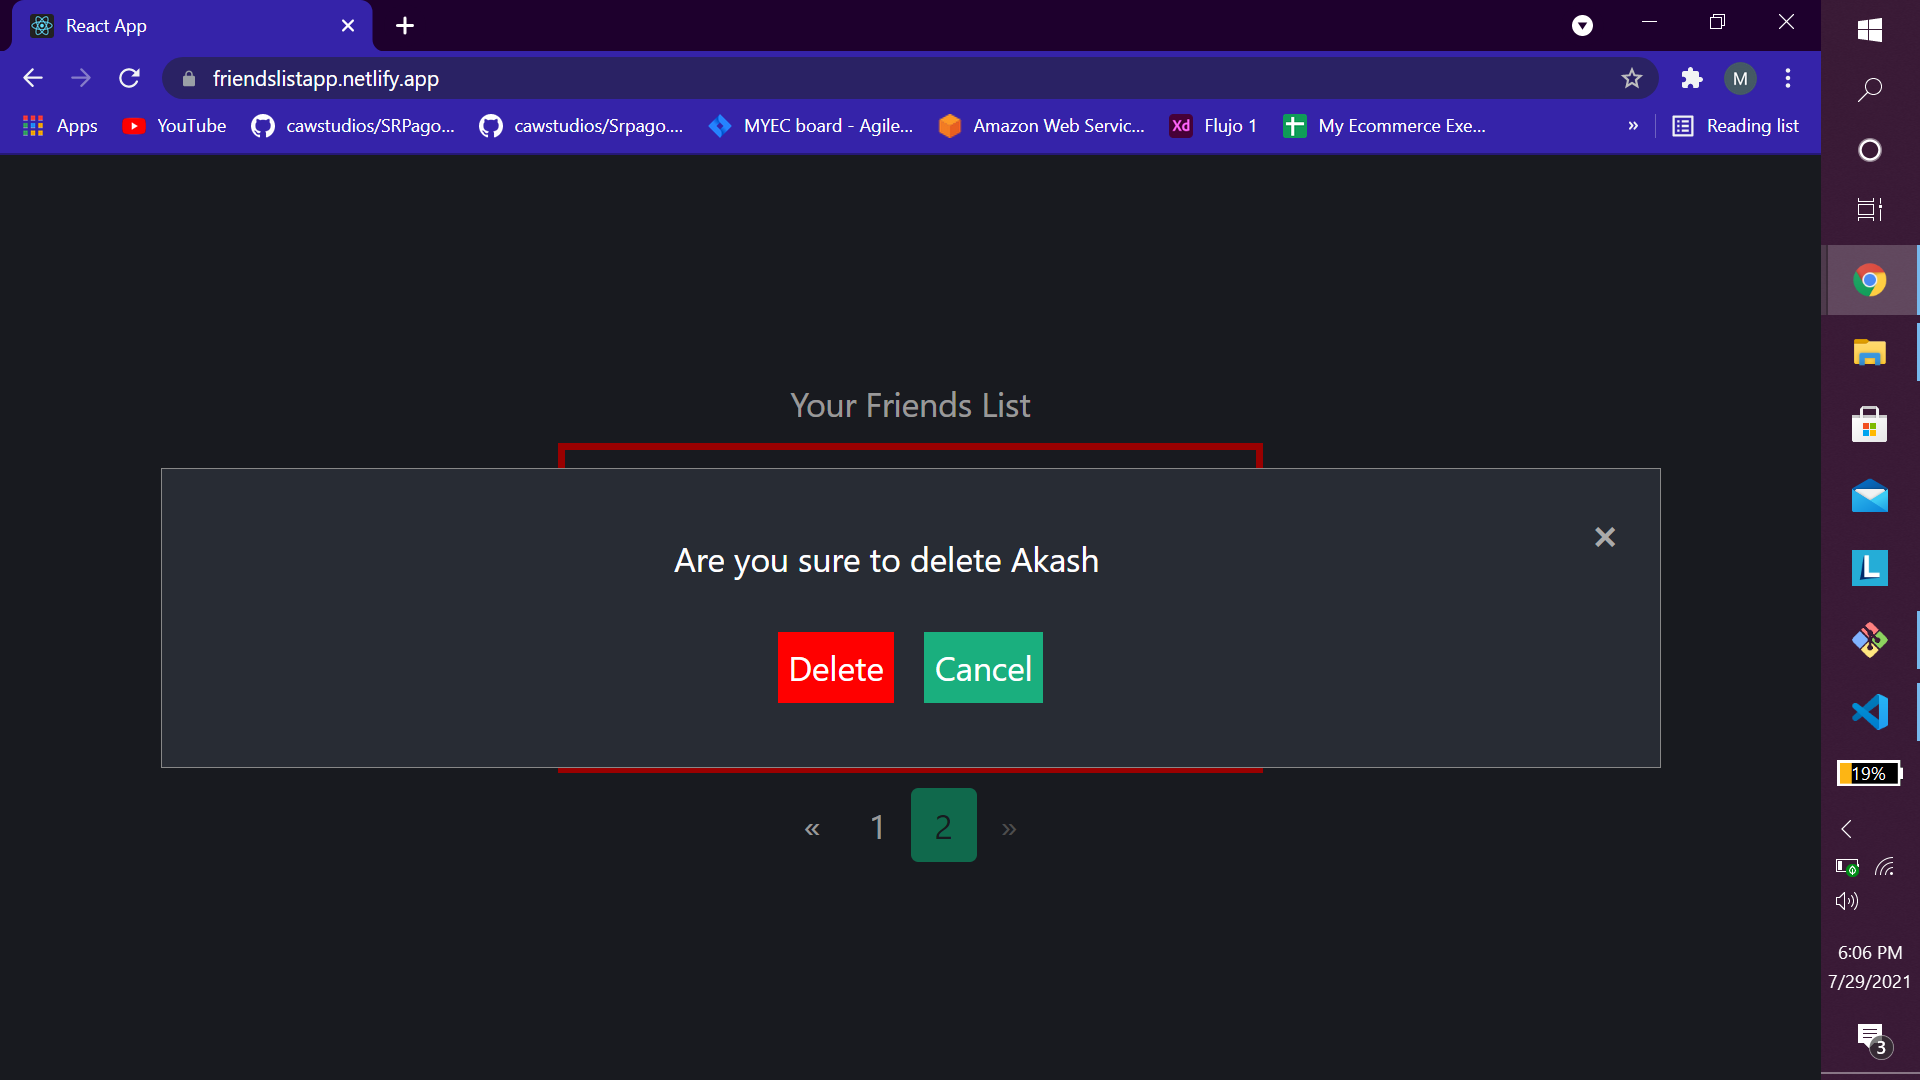 React App
friendslistapp.netlify.app
M
Apps
YouTube
cawstudios/SRPago...
cawstudios/Srpago....
MYEC board - Agile...
Amazon Web Servic...
Xd
Flujo 1
My Ecommerce Exe...
»
Reading list
Your Friends List
Are you sure to delete Akash
×
Delete
Cancel
«
1
2
»
L
19%
6:06 PM
7/29/2021
3